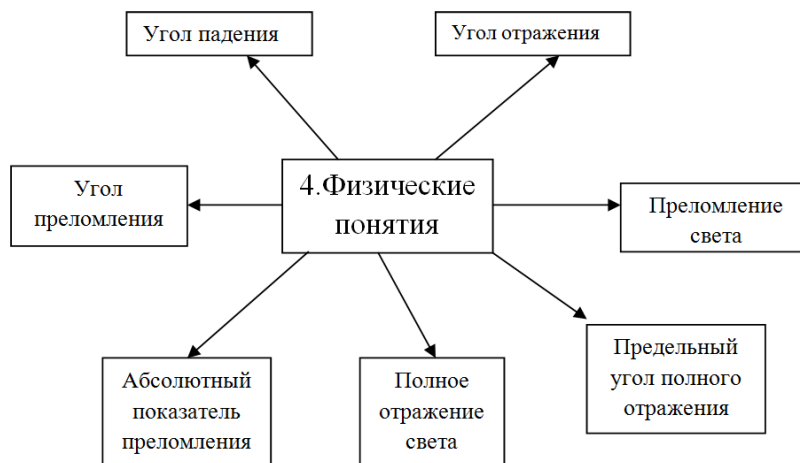 Угол падения
Угол отражения
4.Физические
понятия
Угол
преломления
Преломление
света
Абсолютный
показатель
преломления
Полное
отражение
света
Предельный
угол полного
отражения